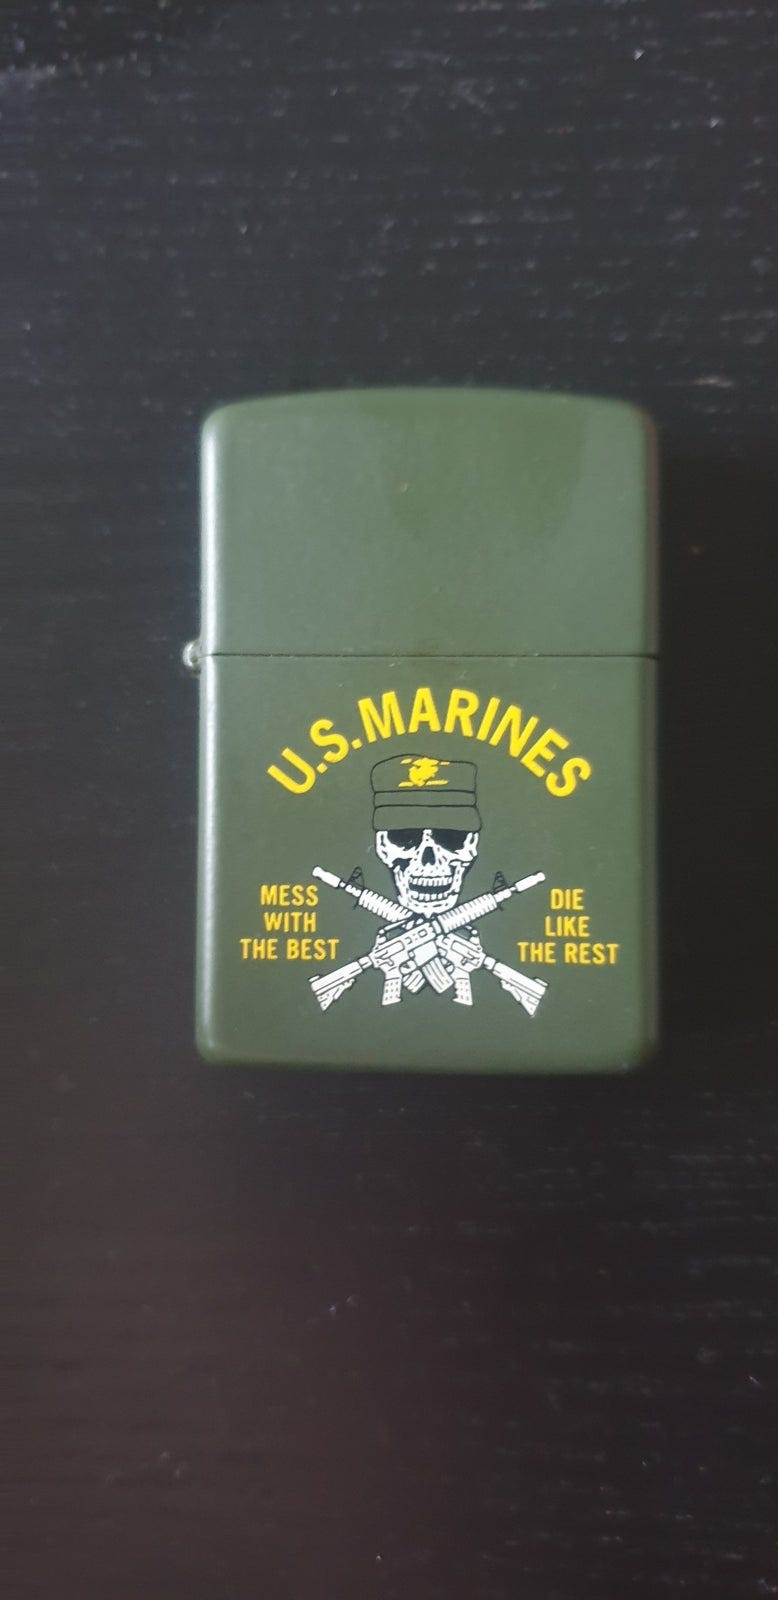 U.S. MARINES
MESS
WITH
THE BEST
DIE
LIKE
THE REST